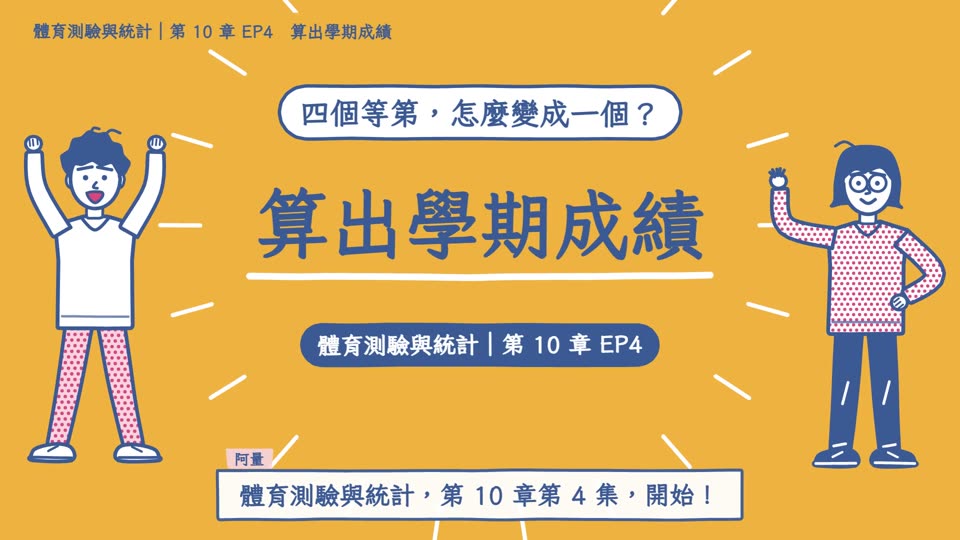 體育測驗與統計｜第 10 章 EP4　算出學期成績
四個等第，怎麼變成一個？
算出學期成績
體育測驗與統計｜第 10 章 EP4
阿量
體育測驗與統計，第 10 章第 4 集，開始！